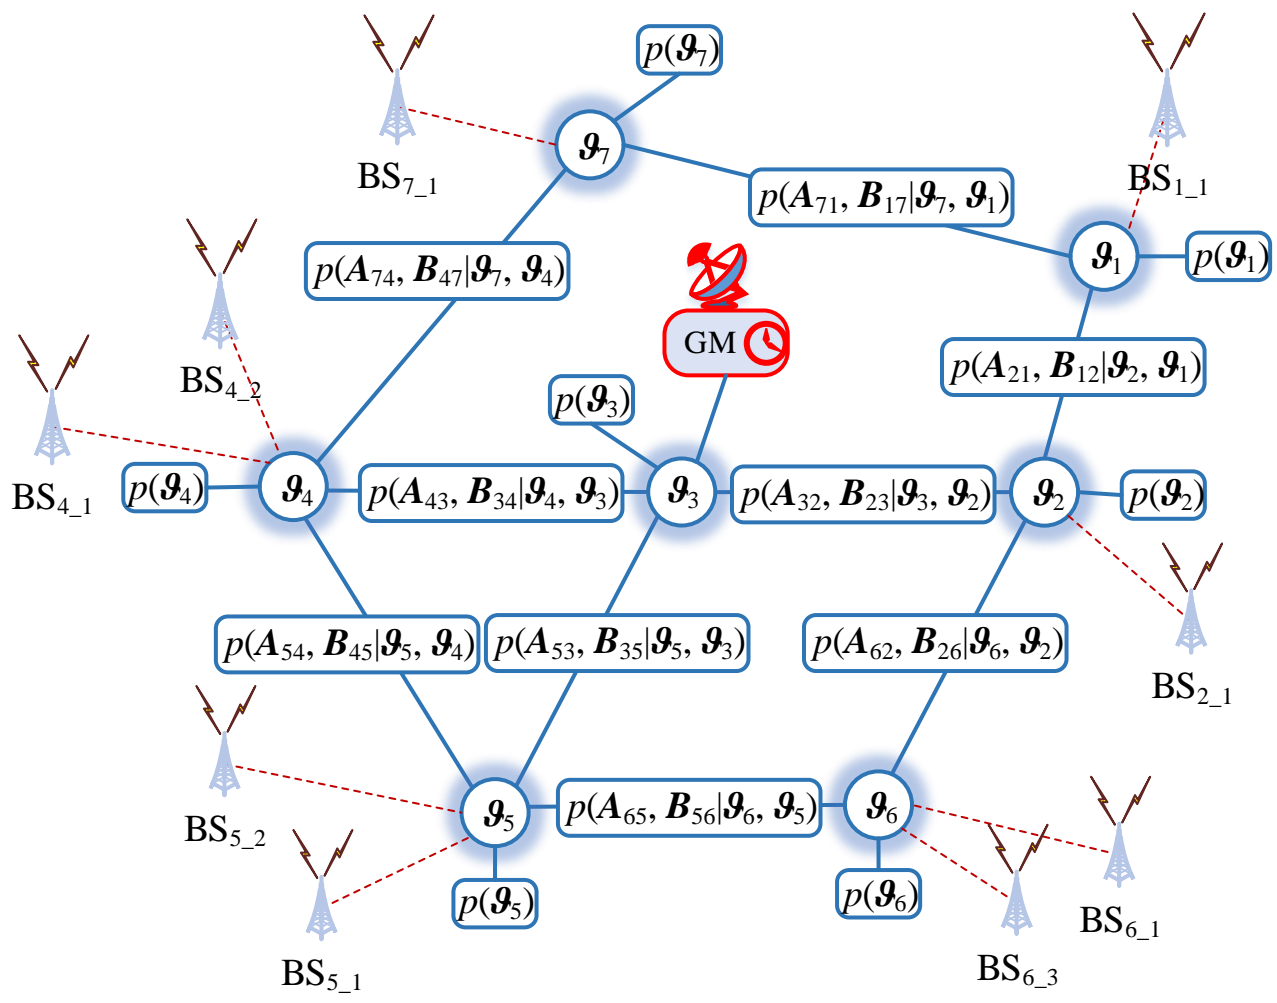 p(𝝑₇)
𝝑₇
BS₇_₁
BS₁_₁
p(𝑨₇₁, 𝑩₁₇|𝝑₇, 𝝑₁)
𝝑₁
p(𝝑₁)
p(𝑨₇₄, 𝑩₄₇|𝝑₇, 𝝑₄)
GM
p(𝑨₂₁, 𝑩₁₂|𝝑₂, 𝝑₁)
BS₄_₂
p(𝝑₃)
BS₄_₁
p(𝝑₄)
𝝑₄
p(𝑨₄₃, 𝑩₃₄|𝝑₄, 𝝑₃)
𝝑₃
p(𝑨₃₂, 𝑩₂₃|𝝑₃, 𝝑₂)
𝝑₂
p(𝝑₂)
p(𝑨₅₄, 𝑩₄₅|𝝑₅, 𝝑₄)
p(𝑨₅₃, 𝑩₃₅|𝝑₅, 𝝑₃)
p(𝑨₆₂, 𝑩₂₆|𝝑₆, 𝝑₂)
BS₂_₁
BS₅_₂
𝝑₅
p(𝑨₆₅, 𝑩₅₆|𝝑₆, 𝝑₅)
𝝑₆
p(𝝑₅)
p(𝝑₆)
BS₆_₁
BS₅_₁
BS₆_₃